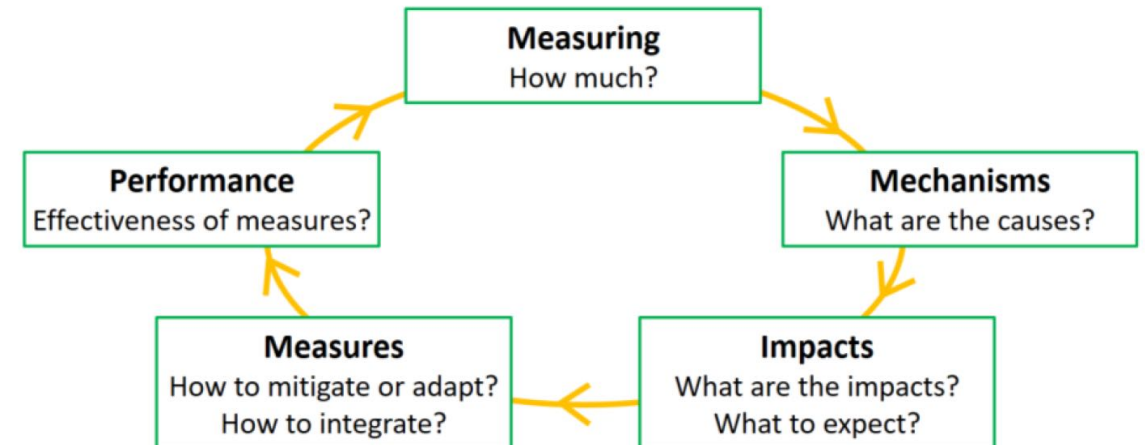 Measuring
How much?
Mechanisms
What are the causes?
Impacts
What are the impacts?
What to expect?
Measures
How to mitigate or adapt?
How to integrate?
Performance
Effectiveness of measures?